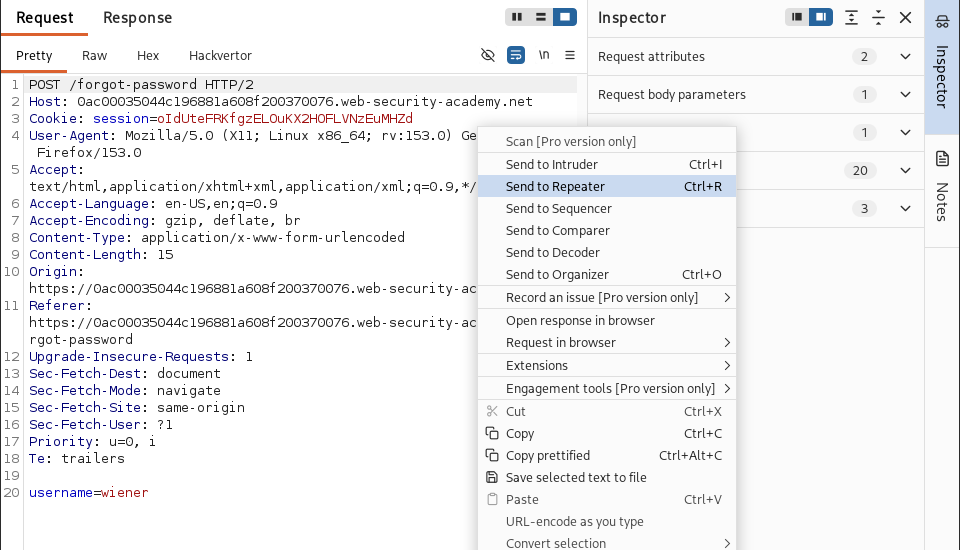 Request Response
Inspector
Pretty Raw Hex Hackvertor \n
1 POST /forgot-password HTTP/2
2 Host: 0ac00035044c196881a608f200370076.web-security-academy.net
3 Cookie: session=oIdUteFRKfgzELOuKX2HOFLVNzEuMHZd
4 User-Agent: Mozilla/5.0 (X11; Linux x86_64; rv:153.0) Ge
Firefox/153.0
5 Accept:
text/html,application/xhtml+xml,application/xml;q=0.9,*/
6 Accept-Language: en-US,en;q=0.9
7 Accept-Encoding: gzip, deflate, br
8 Content-Type: application/x-www-form-urlencoded
9 Content-Length: 15
10 Origin:
https://0ac00035044c196881a608f200370076.web-security-ac
11 Referer:
https://0ac00035044c196881a608f200370076.web-security-ac
rgot-password
12 Upgrade-Insecure-Requests: 1
13 Sec-Fetch-Dest: document
14 Sec-Fetch-Mode: navigate
15 Sec-Fetch-Site: same-origin
16 Sec-Fetch-User: ?1
17 Priority: u=0, i
18 Te: trailers
19
20 username=wiener
Scan [Pro version only]
Send to Intruder Ctrl+I
Send to Repeater Ctrl+R
Send to Sequencer
Send to Comparer
Send to Decoder
Send to Organizer Ctrl+O
Record an issue [Pro version only]
Open response in browser
Request in browser
Extensions
Engagement tools [Pro version only]
Cut Ctrl+X
Copy Ctrl+C
Copy prettified Ctrl+Alt+C
Save selected text to file
Paste Ctrl+V
URL-encode as you type
Convert selection
Request attributes 2
Request body parameters 1
1
20
3
Inspector
Notes